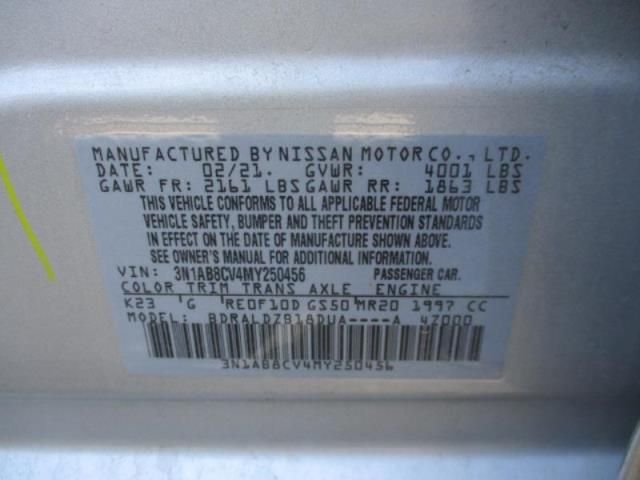 MANUFACTURED BY NISSAN MOTOR CO., LTD.
DATE: 02/21. GVWR: 4001 LBS
GAWR FR: 2161 LBS GAWR RR: 1863 LBS
THIS VEHICLE CONFORMS TO ALL APPLICABLE FEDERAL MOTOR
VEHICLE SAFETY, BUMPER AND THEFT PREVENTION STANDARDS
IN EFFECT ON THE DATE OF MANUFACTURE SHOWN ABOVE.
SEE OWNER'S MANUAL FOR ADDITIONAL INFORMATION.
VIN: 3N1AB8CV4MY250456 PASSENGER CAR.
COLOR TRIM TRANS AXLE ENGINE
K23 G RE0F10D GS50 MR20 1997 CC
MODEL: BDRALDZB18DUA----A 4Z000
3N1AB8CV4MY250456